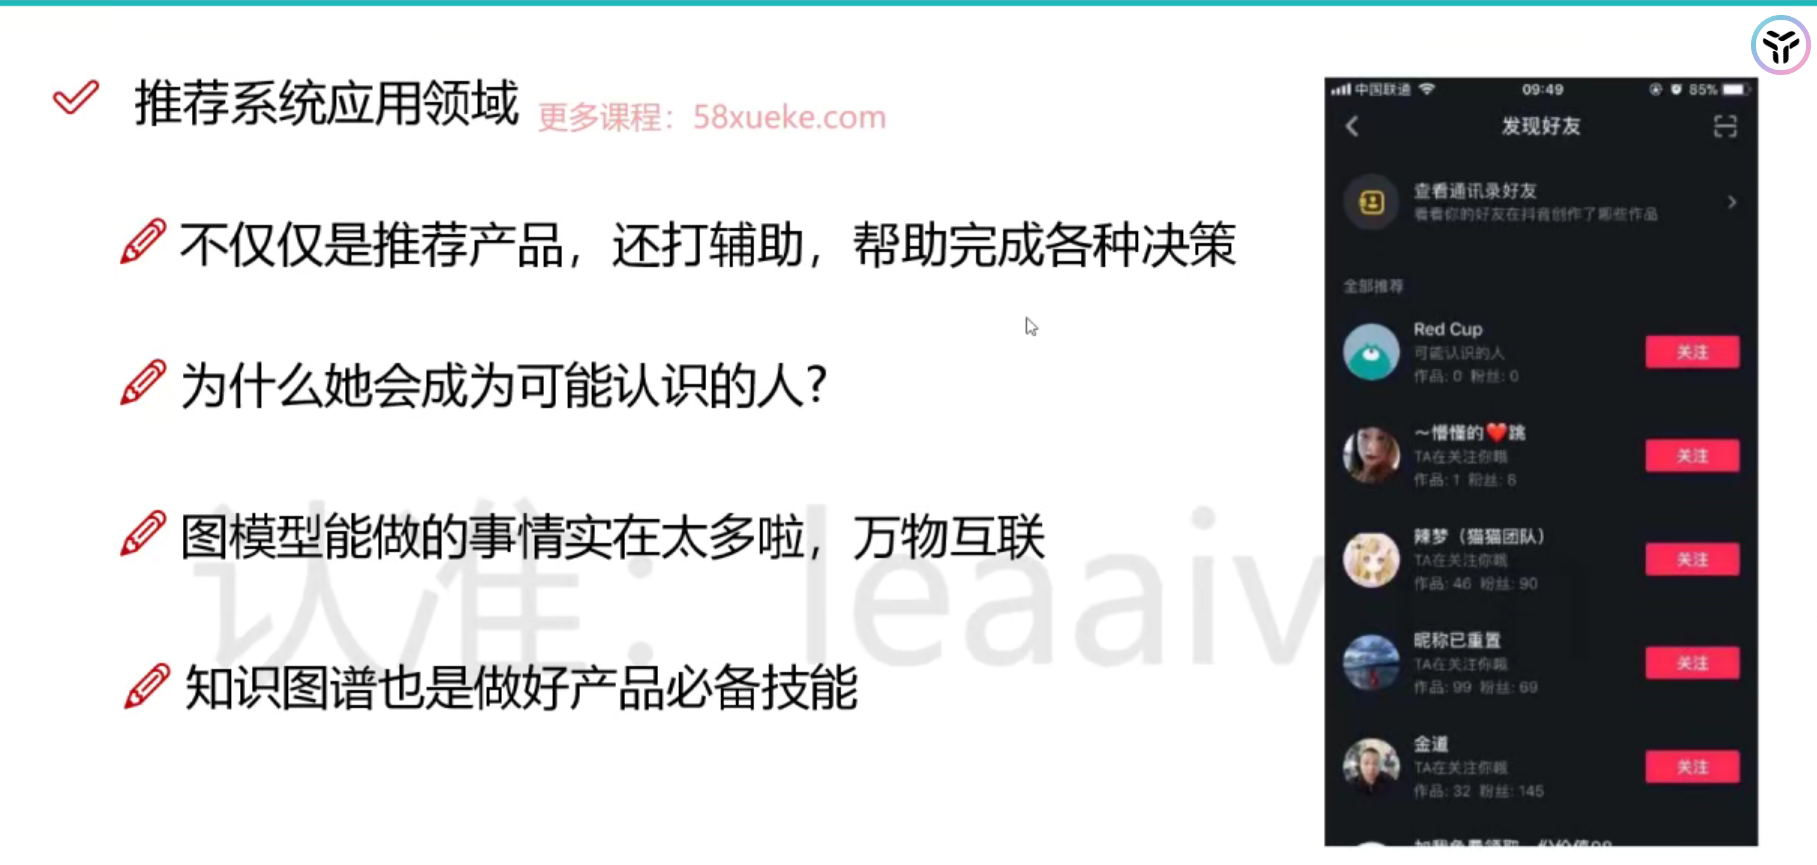 推荐系统应用领域
更多课程：58xueke.com
不仅仅是推荐产品，还打辅助，帮助完成各种决策
为什么她会成为可能认识的人？
图模型能做的事情实在太多啦，万物互联
知识图谱也是做好产品必备技能
认准：leaaiv
中国联通 09:49 85%
发现好友
查看通讯录好友
看看你的好友在抖音创作了哪些作品
全部推荐
Red Cup
可能认识的人
作品: 0 粉丝: 0
关注
～懵懂的❤️跳
TA在关注你哦
作品: 1 粉丝: 6
关注
辣梦（猫猫团队）
TA在关注你哦
作品: 46 粉丝: 90
关注
昵称已重置
TA在关注你哦
作品: 99 粉丝: 69
关注
金道
TA在关注你哦
作品: 32 粉丝: 145
关注